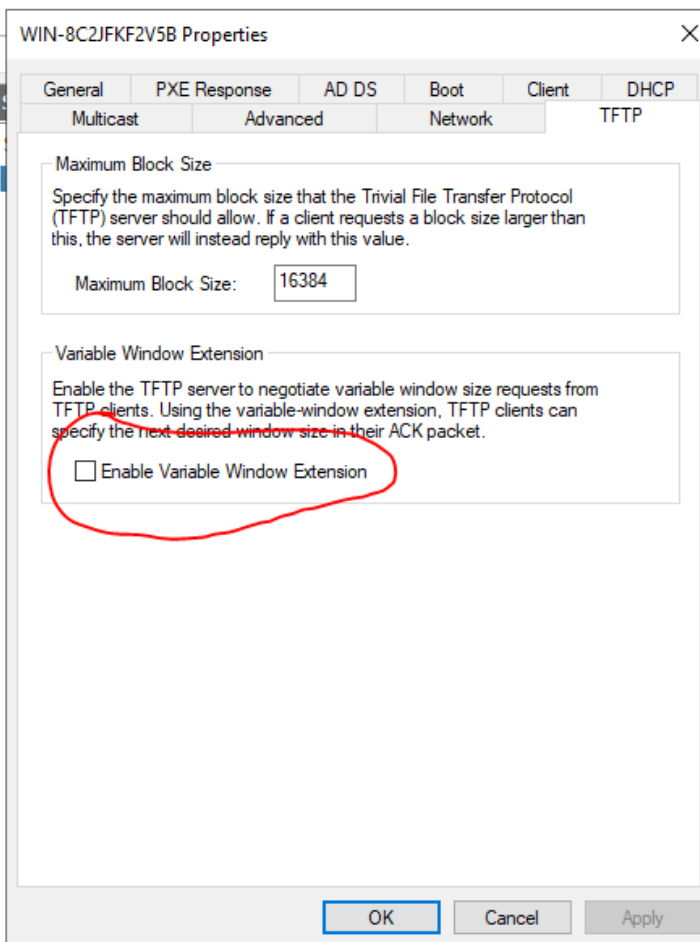 WIN-8C2JFKF2V5B Properties
General PXE Response AD DS Boot Client DHCP
Multicast Advanced Network TFTP
Maximum Block Size
Specify the maximum block size that the Trivial File Transfer Protocol
(TFTP) server should allow. If a client requests a block size larger than
this, the server will instead reply with this value.
Maximum Block Size: 16384
Variable Window Extension
Enable the TFTP server to negotiate variable window size requests from
TFTP clients. Using the variable-window extension, TFTP clients can
specify the next desired window size in their ACK packet.
Enable Variable Window Extension
OK Cancel Apply